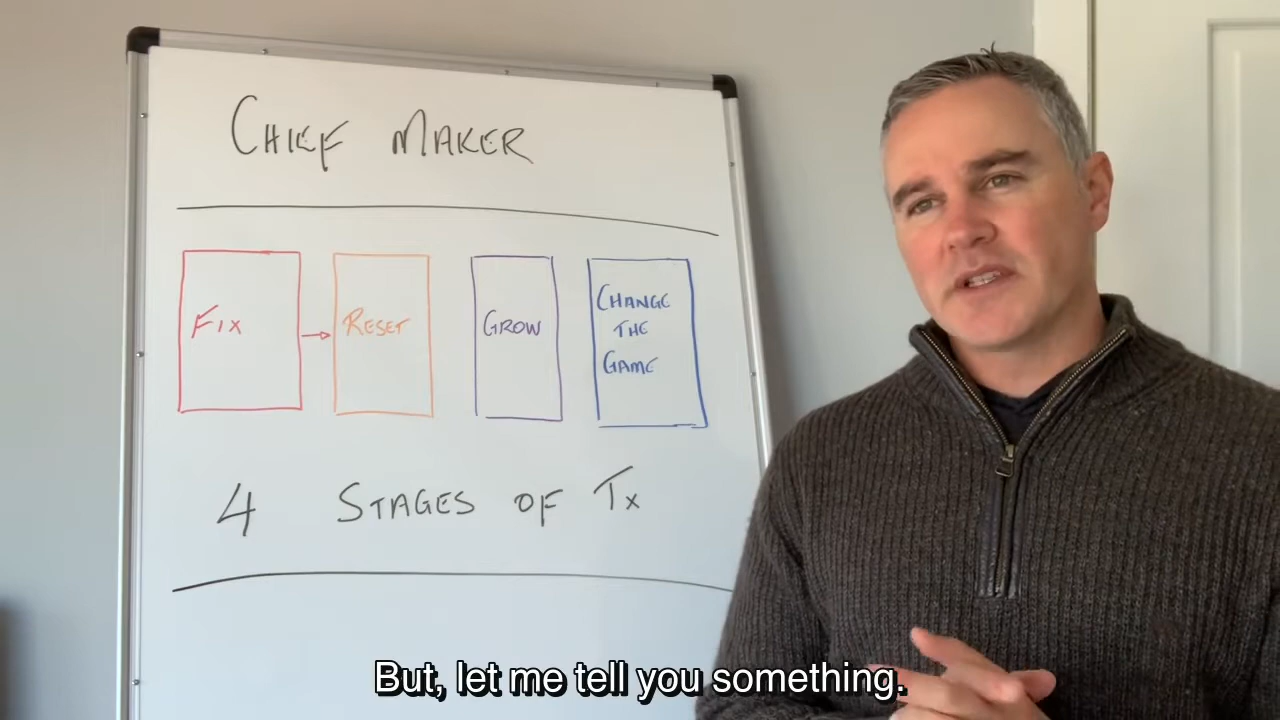 CHIEF MAKER
FIX
RESET
GROW
CHANGE
THE
GAME
4 STAGES OF Tx
But, let me tell you something.